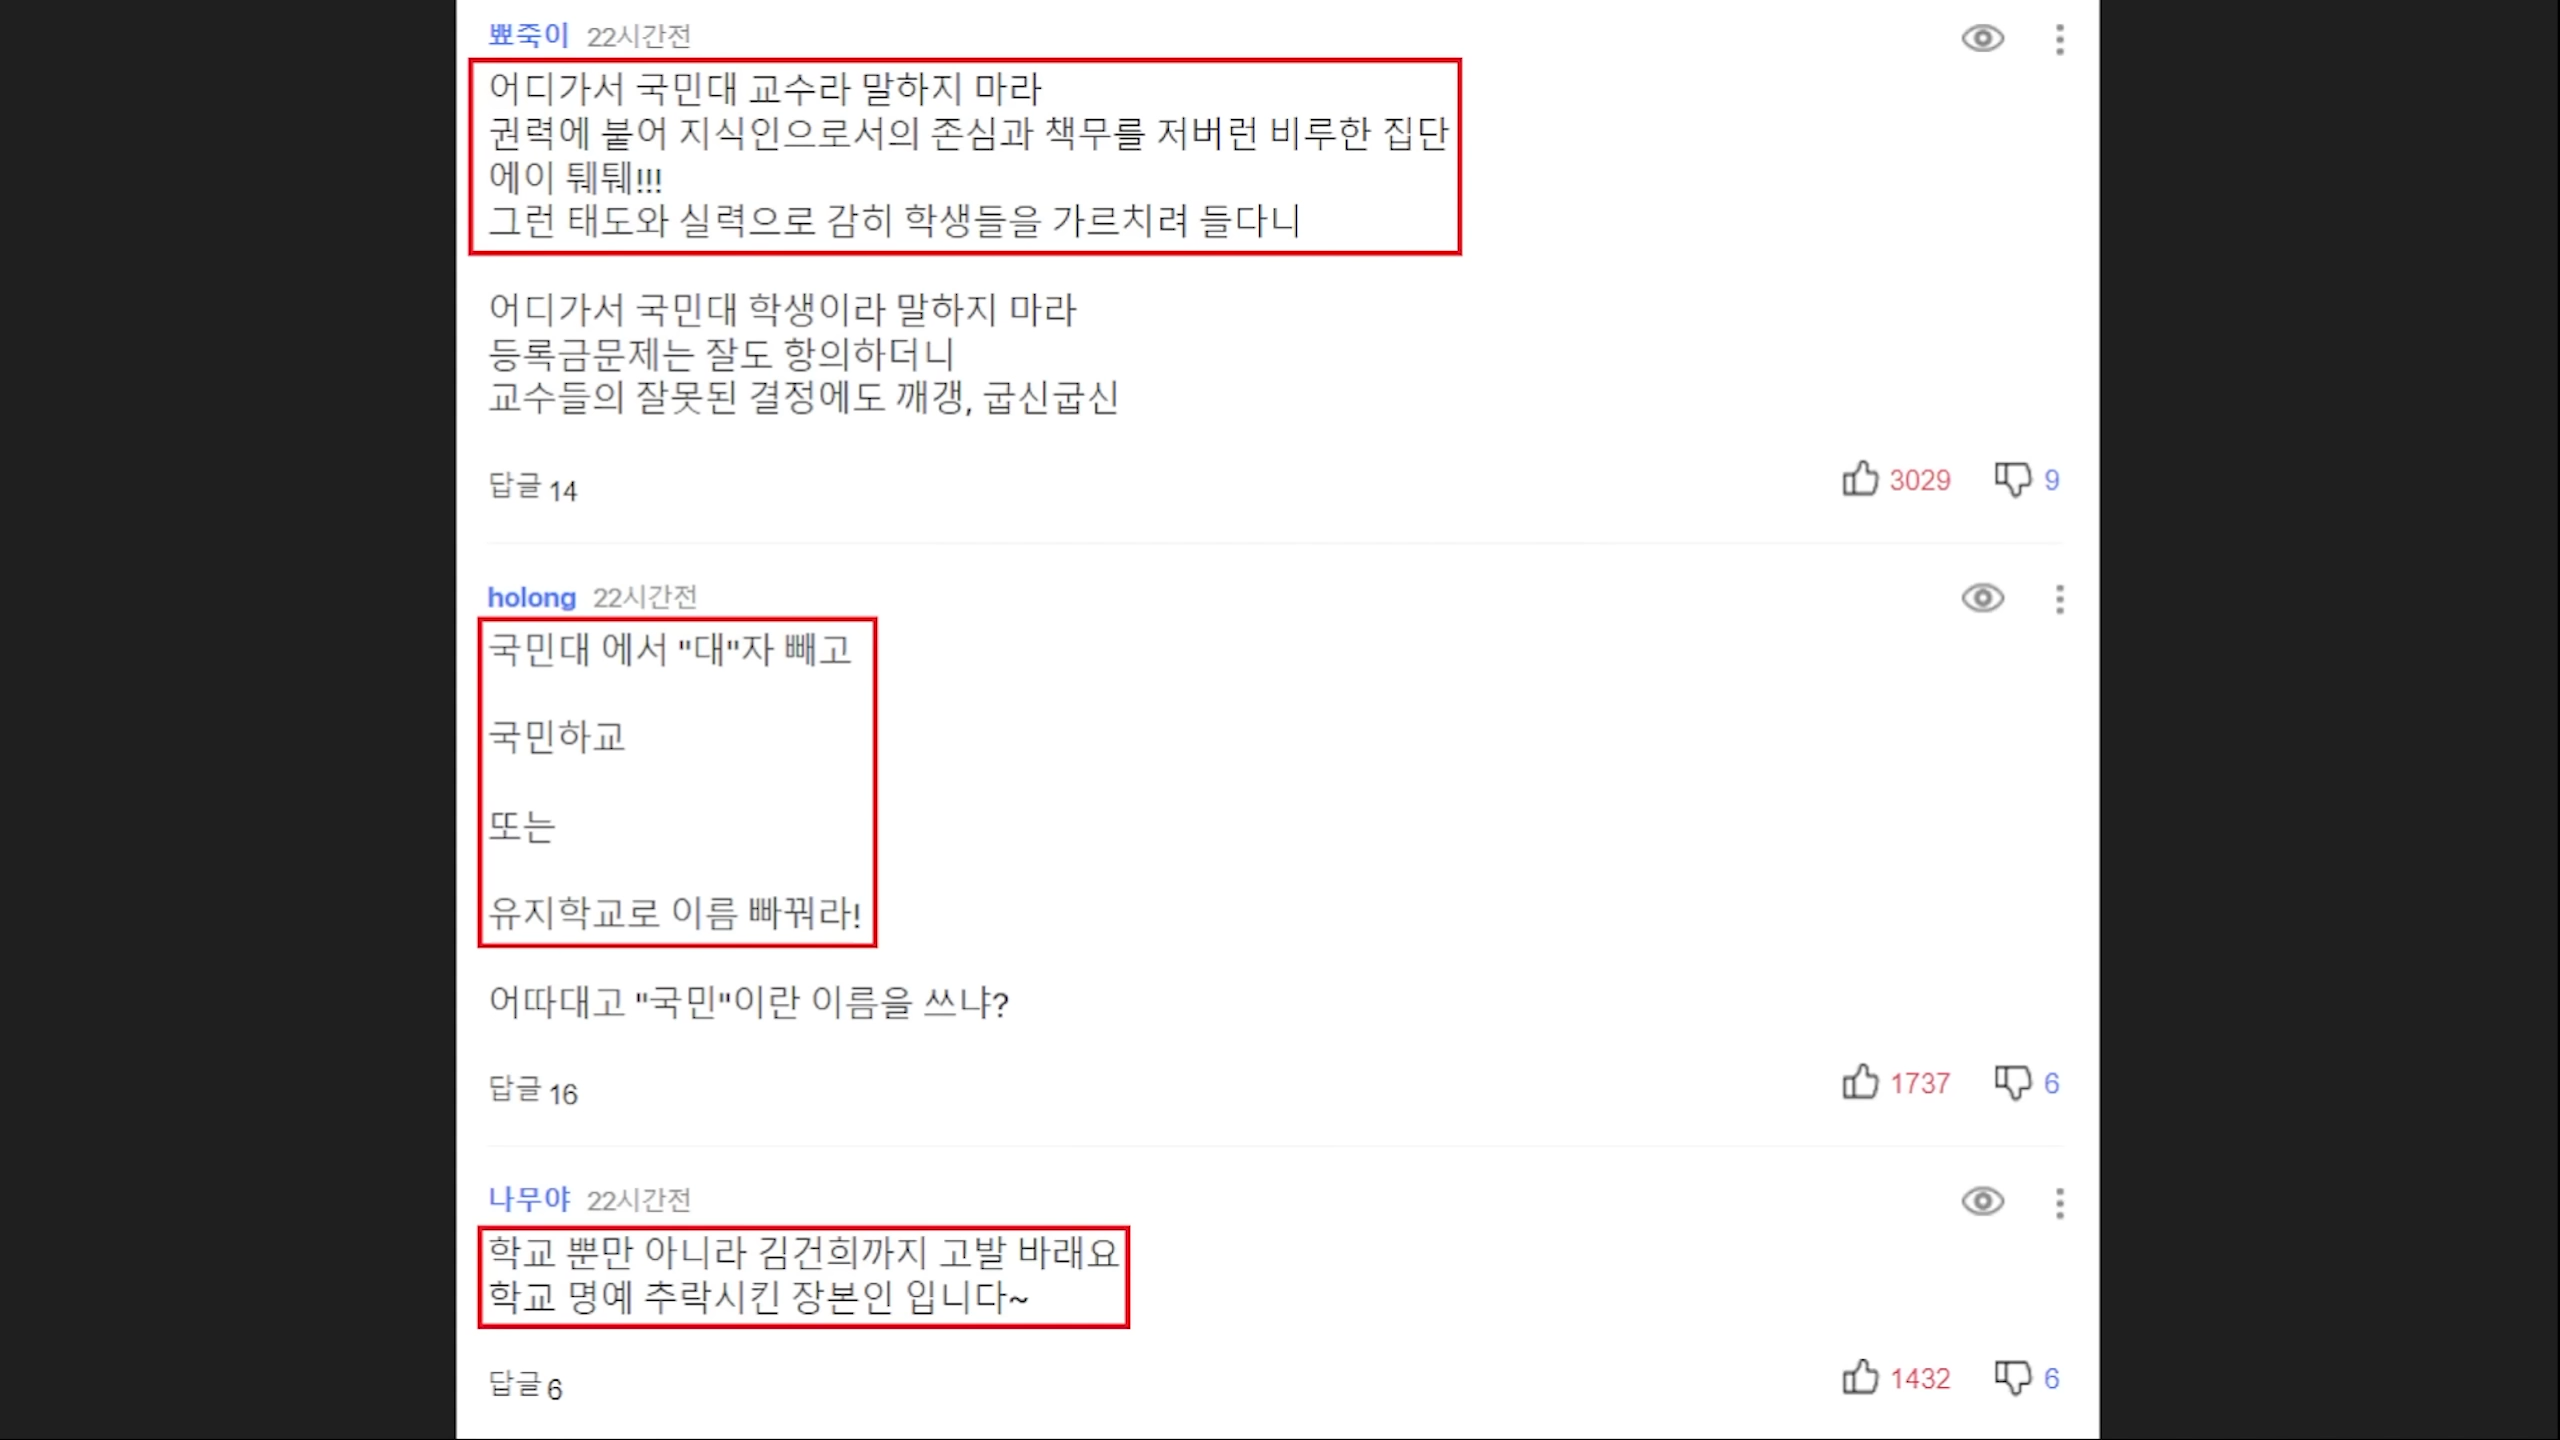 뾰죽이 22시간전
어디가서 국민대 교수라 말하지 마라
권력에 붙어 지식인으로서의 존심과 책무를 저버런 비루한 집단
에이 퉤퉤!!!
그런 태도와 실력으로 감히 학생들을 가르치려 들다니
어디가서 국민대 학생이라 말하지 마라
등록금문제는 잘도 항의하더니
교수들의 잘못된 결정에도 깨갱, 굽신굽신
답글 14 3029 9
holong 22시간전
국민대 에서 "대"자 빼고
국민하교
또는
유지학교로 이름 빠꿔라!
어따대고 "국민"이란 이름을 쓰냐?
답글 16 1737 6
나무야 22시간전
학교 뿐만 아니라 김건희까지 고발 바래요
학교 명예 추락시킨 장본인 입니다~
답글 6 1432 6